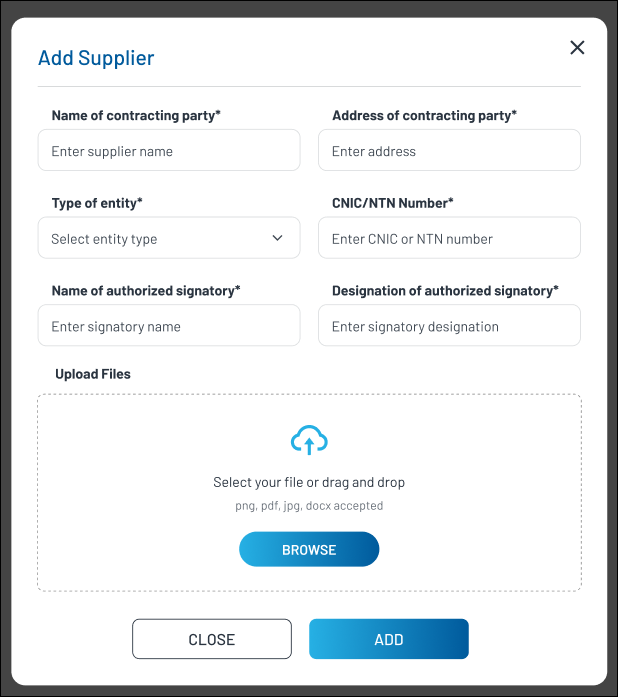 Add Supplier
Name of contracting party*
Address of contracting party*
Enter supplier name
Enter address
Type of entity*
CNIC/NTN Number*
Select entity type
Enter CNIC or NTN number
Name of authorized signatory*
Designation of authorized signatory*
Enter signatory name
Enter signatory designation
Upload Files
Select your file or drag and drop
png, pdf, jpg, docx accepted
BROWSE
CLOSE
ADD